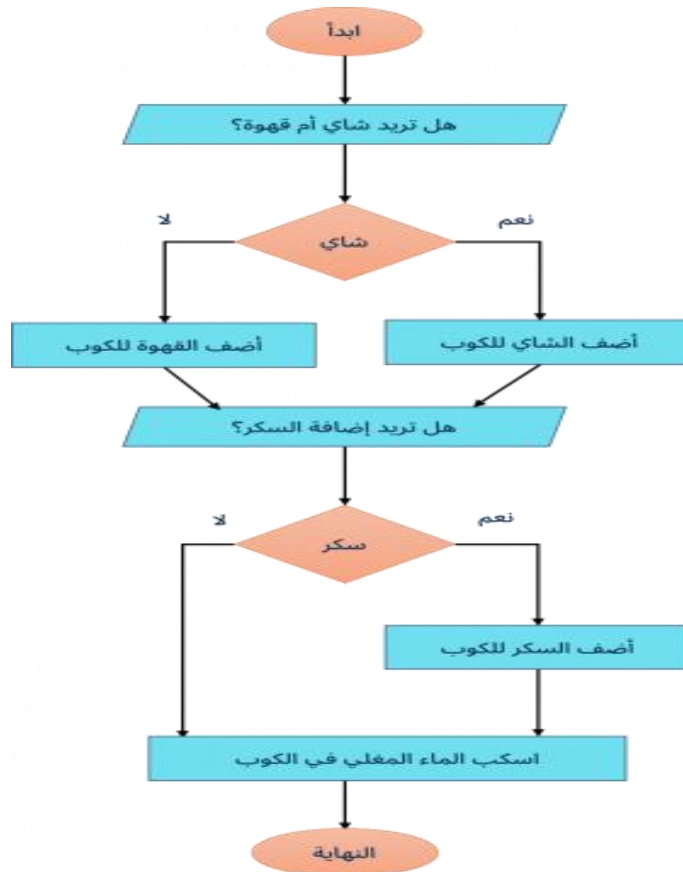 ابدأ
هل تريد شاي أم قهوة؟
شاي
نعم
لا
أضف الشاي للكوب
أضف القهوة للكوب
هل تريد إضافة السكر؟
نعم
لا
سكر
أضف السكر للكوب
اسكب الماء المغلي في الكوب
النهاية